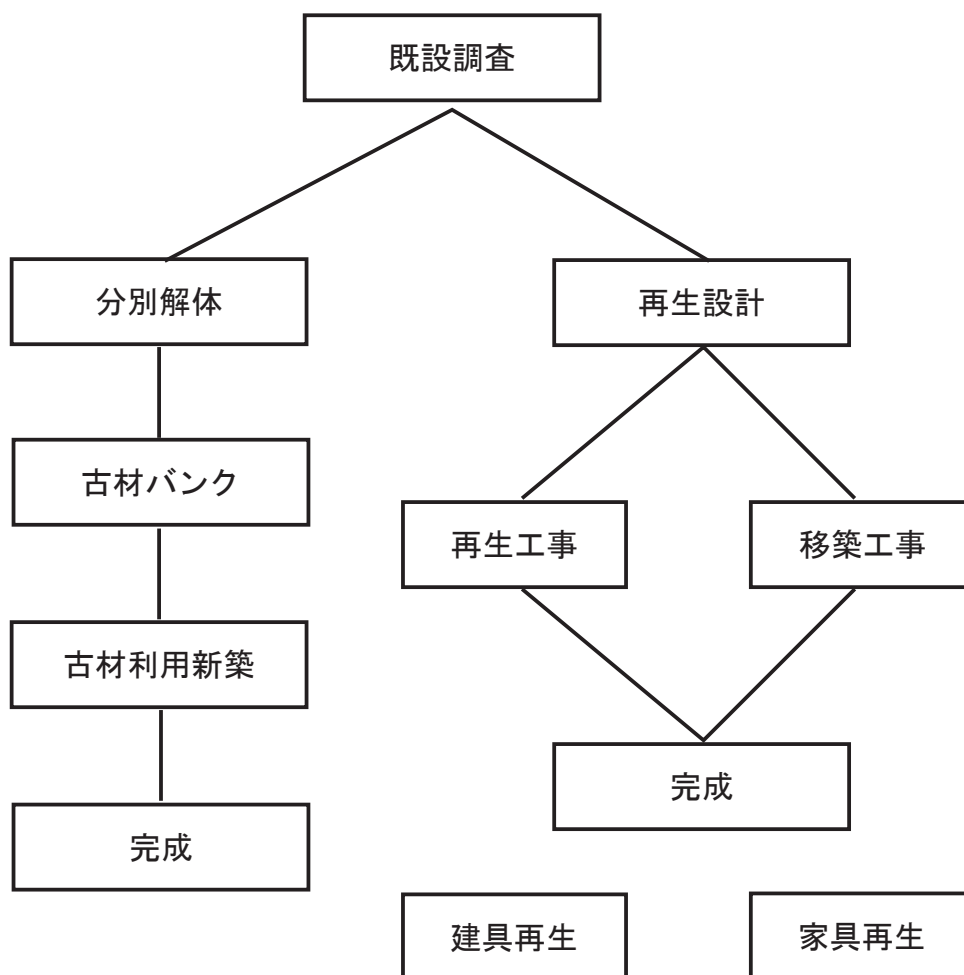 既設調査
分別解体
再生設計
古材バンク
再生工事
移築工事
古材利用新築
完成
完成
建具再生
家具再生